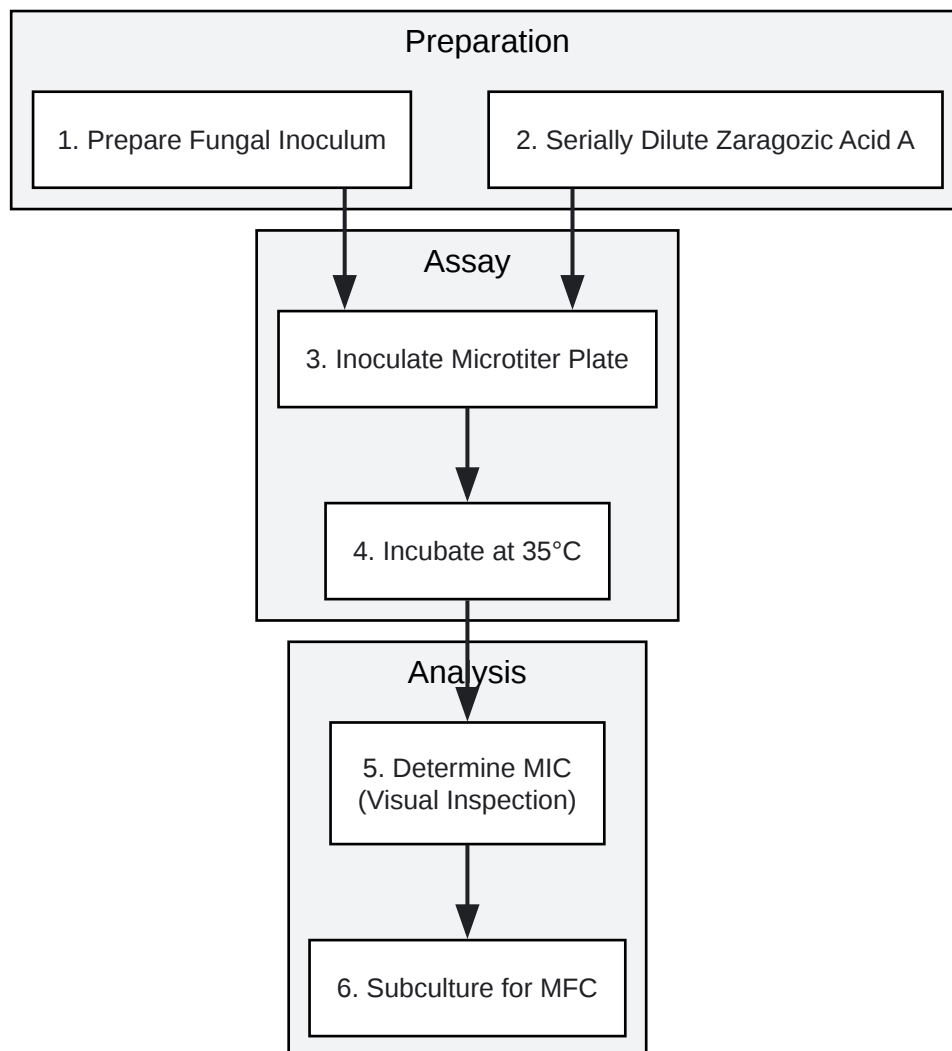 Preparation
1. Prepare Fungal Inoculum
2. Serially Dilute Zaragozic Acid A
Assay
3. Inoculate Microtiter Plate
4. Incubate at 35°C
Analysis
5. Determine MIC
(Visual Inspection)
6. Subculture for MFC